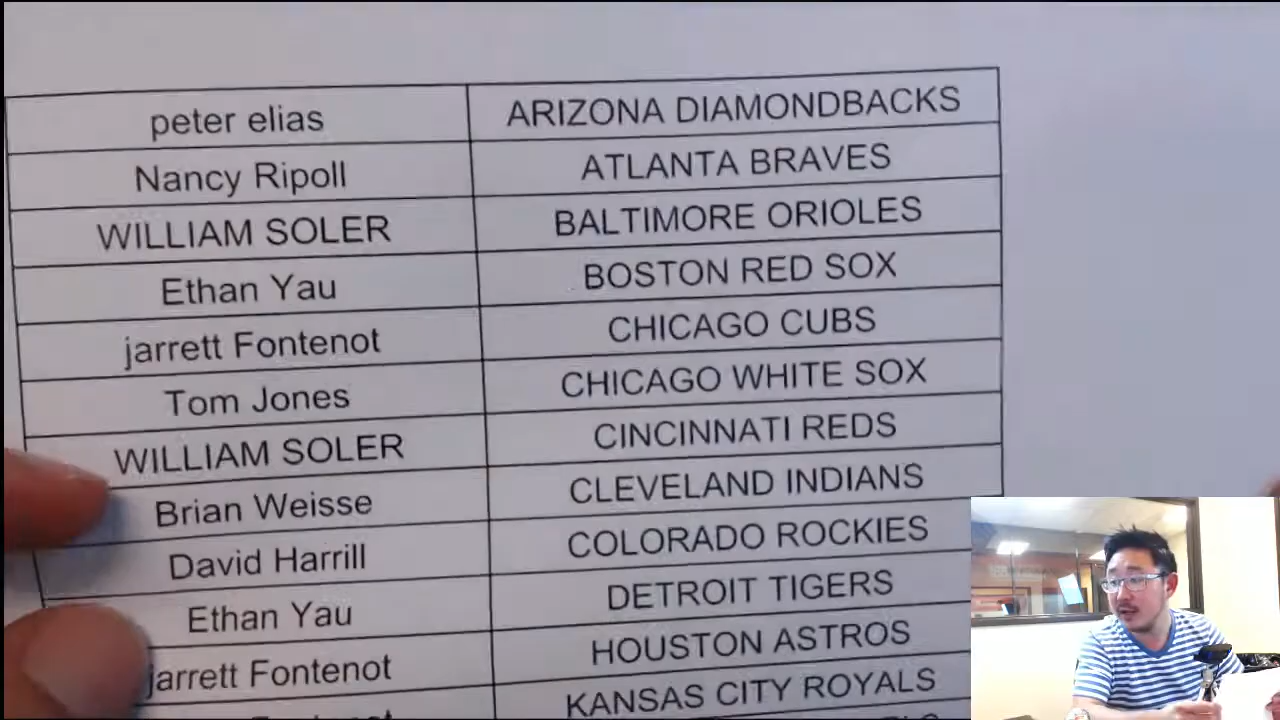 peter elias ARIZONA DIAMONDBACKS
Nancy Ripoll ATLANTA BRAVES
WILLIAM SOLER BALTIMORE ORIOLES
Ethan Yau BOSTON RED SOX
jarrett Fontenot CHICAGO CUBS
Tom Jones CHICAGO WHITE SOX
WILLIAM SOLER CINCINNATI REDS
Brian Weisse CLEVELAND INDIANS
David Harrill COLORADO ROCKIES
Ethan Yau DETROIT TIGERS
jarrett Fontenot HOUSTON ASTROS
KANSAS CITY ROYALS